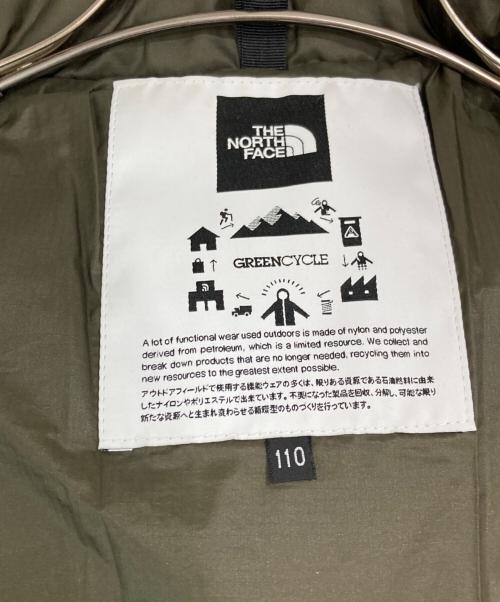 THE
NORTH
FACE
GREENCYCLE
A lot of functional wear used outdoors is made of nylon and polyester
derived from petroleum, which is a limited resource. We collect and
break down products that are no longer needed, recycling them into
new resources to the greatest extent possible.
アウトドアフィールドで使用する機能ウェアの多くは、限りある資源である石油燃料に由来
したナイロンやポリエステルで出来ています。不要になった製品を回収、分解し、可能な限り
新たな資源へと生まれ変わらせる循環型のものづくりを行っています。
110